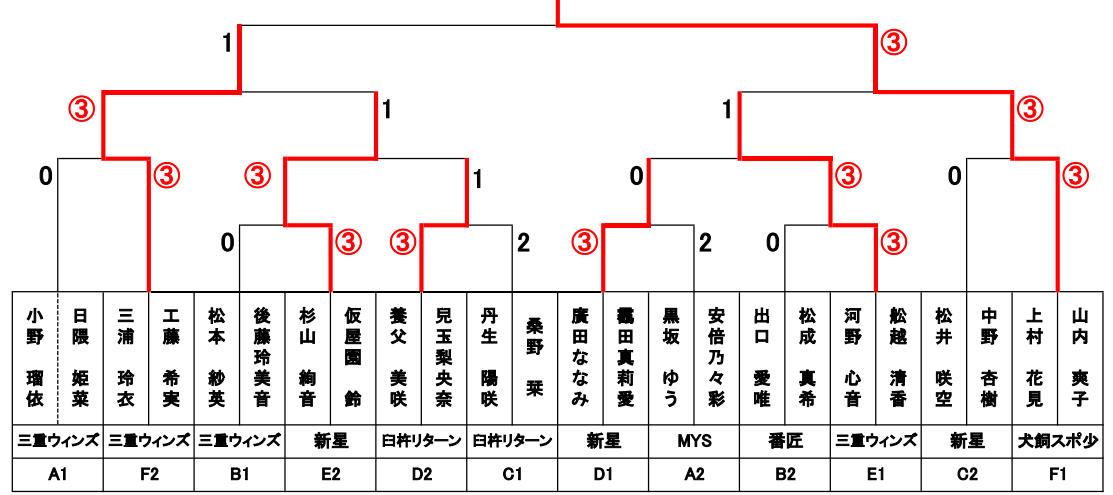 1 ③
③ 1 1 ③
0 ③ ③ 1 0 ③ 0 ③
0 ③ ③ 2 ③ 2 0 ③
小野 瑠依
日隈 姫菜
三浦 玲衣
工藤 希実
松本 紗英
後藤玲美音
杉山 絢音
仮屋園 鈴
養父 美咲
児玉梨央奈
丹生 陽咲
桑野 栞
廣田ななみ
靏田真莉愛
黒坂 ゆう
安倍乃々彩
出口 愛唯
松成 真希
河野 心音
舩越 清香
松井 咲空
中野 杏樹
上村 花見
山内 爽子
三重ウィンズ 三重ウィンズ 三重ウィンズ 新星 臼杵リターン 臼杵リターン 新星 MYS 番匠 三重ウィンズ 新星 犬飼スポ少
A1 F2 B1 E2 D2 C1 D1 A2 B2 E1 C2 F1